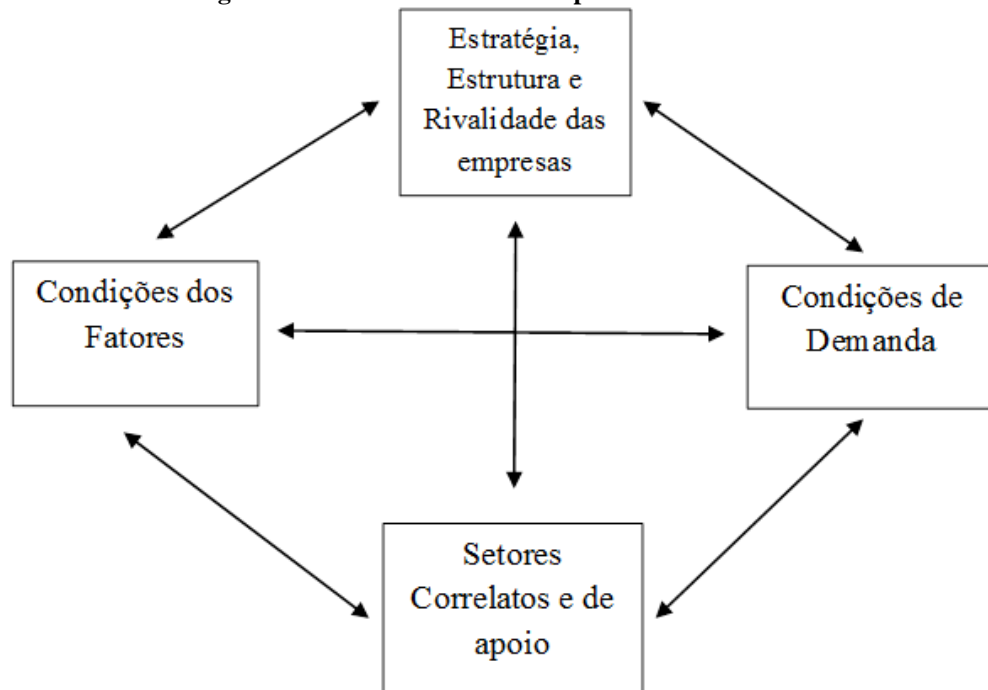 Estratégia,
Estrutura e
Rivalidade das
empresas
Condições dos
Fatores
Condições de
Demanda
Setores
Correlatos e de
apoio